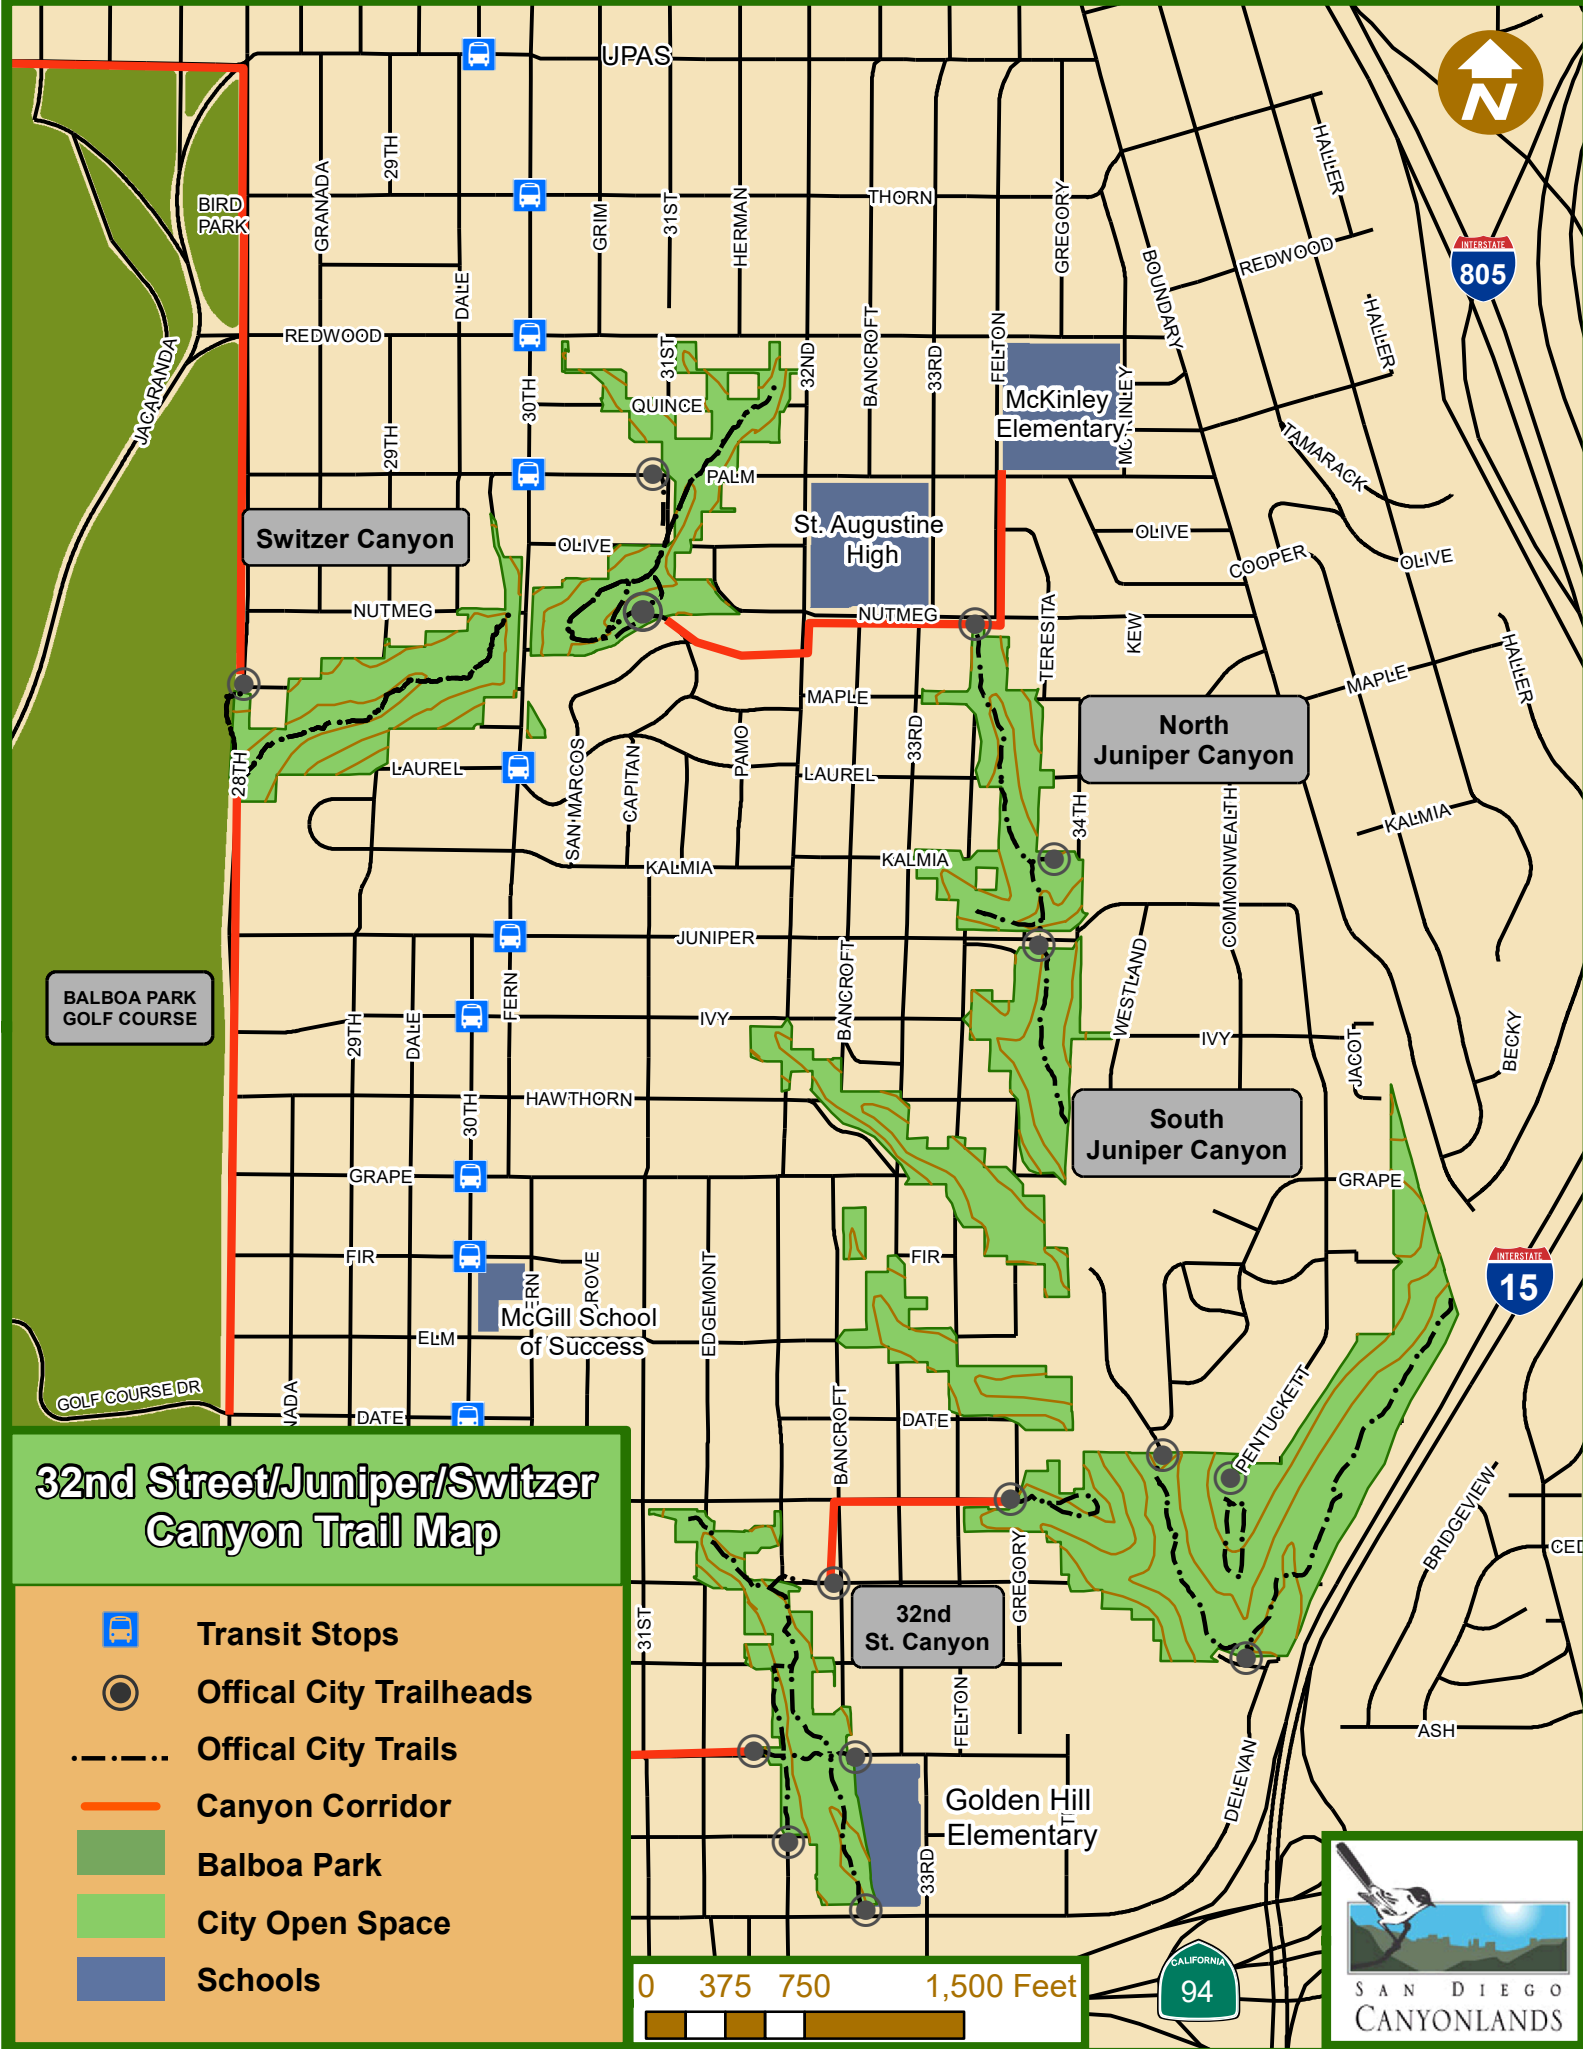 UPAS
N
29TH
GRANADA
BIRD
PARK
GRIM
31ST
HERMAN
THORN
GREGORY
HALLER
REDWOOD
BOUNDARY
INTERSTATE
805
DALE
REDWOOD
JACARANDA
31ST
32ND
BANCROFT
33RD
FELTON
HALLER
30TH
QUINCE
McKinley
Elementary
29TH
PALM
TAMARACK
Switzer Canyon
OLIVE
St. Augustine
High
OLIVE
COOPER
OLIVE
NUTMEG
NUTMEG
TERESITA
KEW
HALLER
MAPLE
MAPLE
28TH
LAUREL
SAN MARCOS
CAPITAN
PAMO
LAUREL
33RD
North
Juniper Canyon
34TH
COMMONWEALTH
KALMIA
KALMIA
KALMIA
JUNIPER
BANCROFT
WESTLAND
BALBOA PARK
GOLF COURSE
FERN
29TH
DALE
IVY
IVY
JACOT
BECKY
30TH
HAWTHORN
South
Juniper Canyon
GRAPE
GRAPE
FIR
FIR
INTERSTATE
15
EDGEMONT
McGill School
of Success
ELM
GOLF COURSE DR
DATE
BANCROFT
DATE
PENTUCKETT
32nd Street/Juniper/Switzer
Canyon Trail Map
BRIDGEVIEW
GREGORY
31ST
32nd
St. Canyon
FELTON
ASH
DELEVAN
Golden Hill
Elementary
33RD
Transit Stops
Offical City Trailheads
Offical City Trails
Canyon Corridor
Balboa Park
City Open Space
Schools
0 375 750 1,500 Feet
CALIFORNIA
94
SAN DIEGO
CANYONLANDS